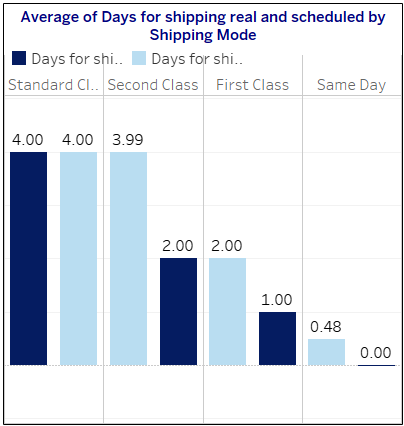 Average of Days for shipping real and scheduled by
Shipping Mode
Days for shi.. Days for shi..
Standard Cl.. Second Class First Class Same Day
4.00 4.00 3.99
2.00 2.00
1.00
0.48
0.00